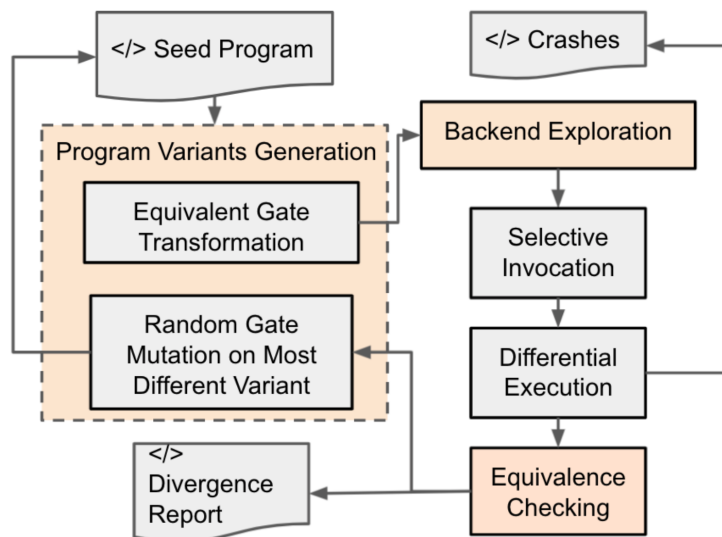 </> Seed Program
</> Crashes
Program Variants Generation
Backend Exploration
Equivalent Gate
Transformation
Selective
Invocation
Random Gate
Mutation on Most
Different Variant
Differential
Execution
</>
Divergence
Report
Equivalence
Checking